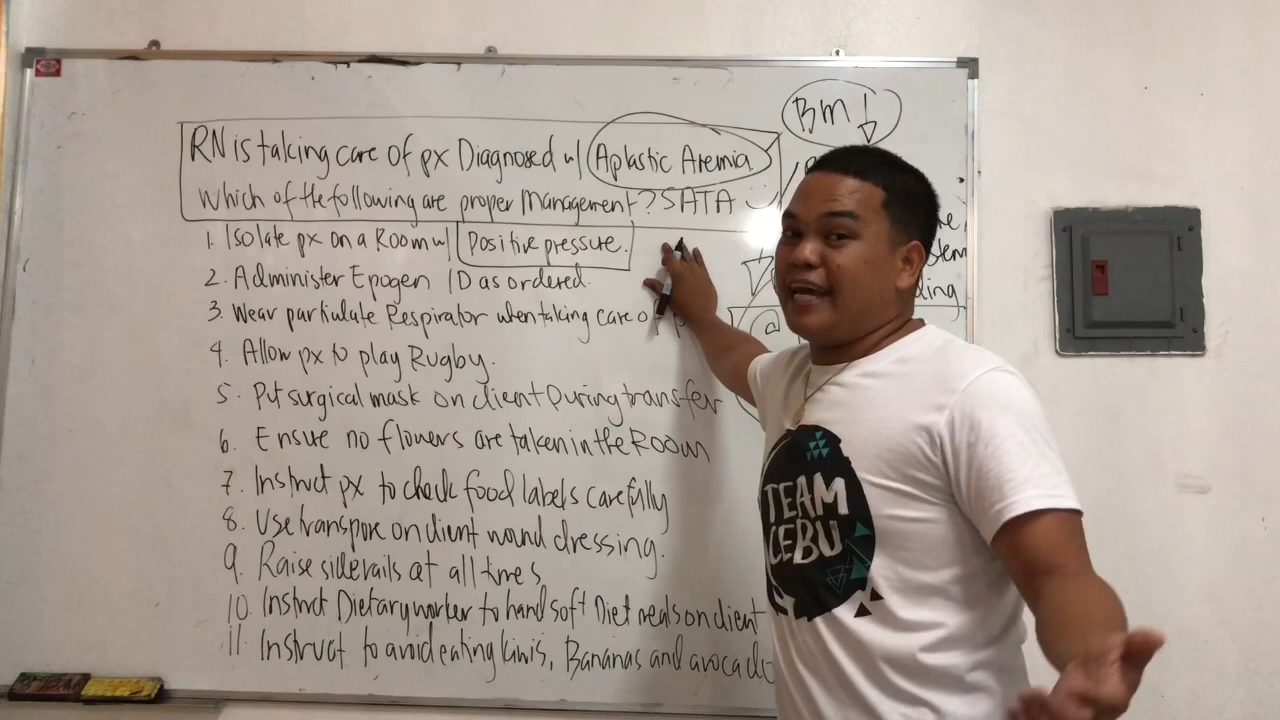 Bm ↓
RN is taking care of px Diagnosed w/ Aplastic Anemia.
Which of the following are proper Management? SATA
1. Isolate px on a Room w/ Positive pressure.
2. Administer Epogen ID as ordered.
3. Wear particulate Respirator when taking care o
4. Allow px to play Rugby.
5. Put surgical mask on client During transfer
6. Ensure no flowers are taken in the Room
7. Instruct px to check food labels carefully
8. Use transpore on client wound dressing.
9. Raise siderails at all times
10. Instruct Dietary worker to hand soft Diet meals on client
11. Instruct to avoid eating kiwis, Bananas and avocado
TEAM
CEBU